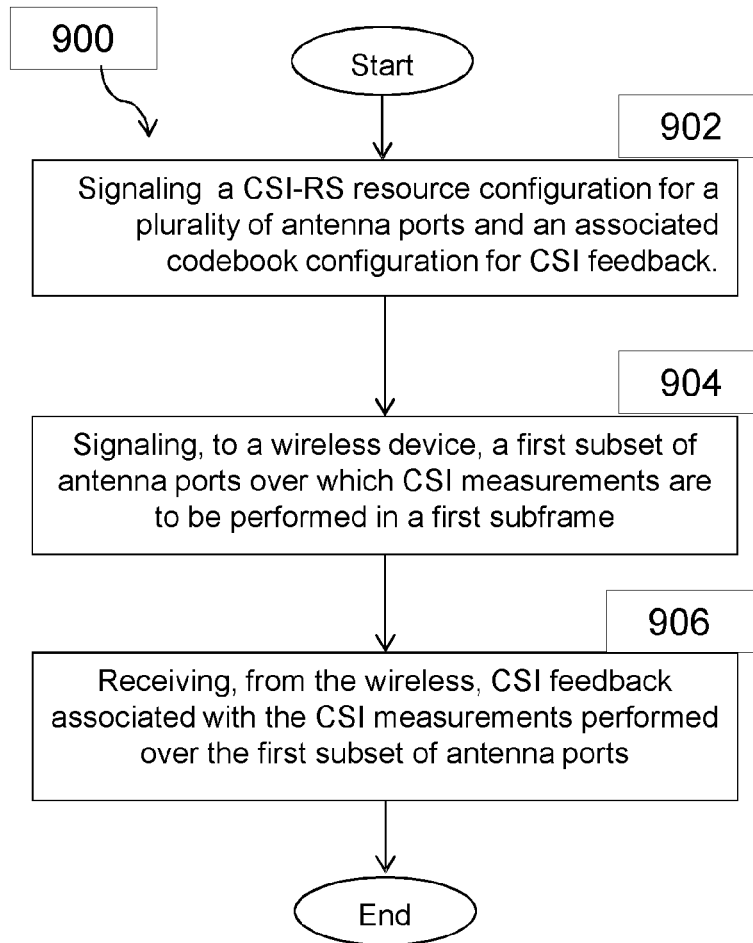 900
Start
902
Signaling a CSI-RS resource configuration for a
plurality of antenna ports and an associated
codebook configuration for CSI feedback.
904
Signaling, to a wireless device, a first subset of
antenna ports over which CSI measurements are
to be performed in a first subframe
906
Receiving, from the wireless, CSI feedback
associated with the CSI measurements performed
over the first subset of antenna ports
End